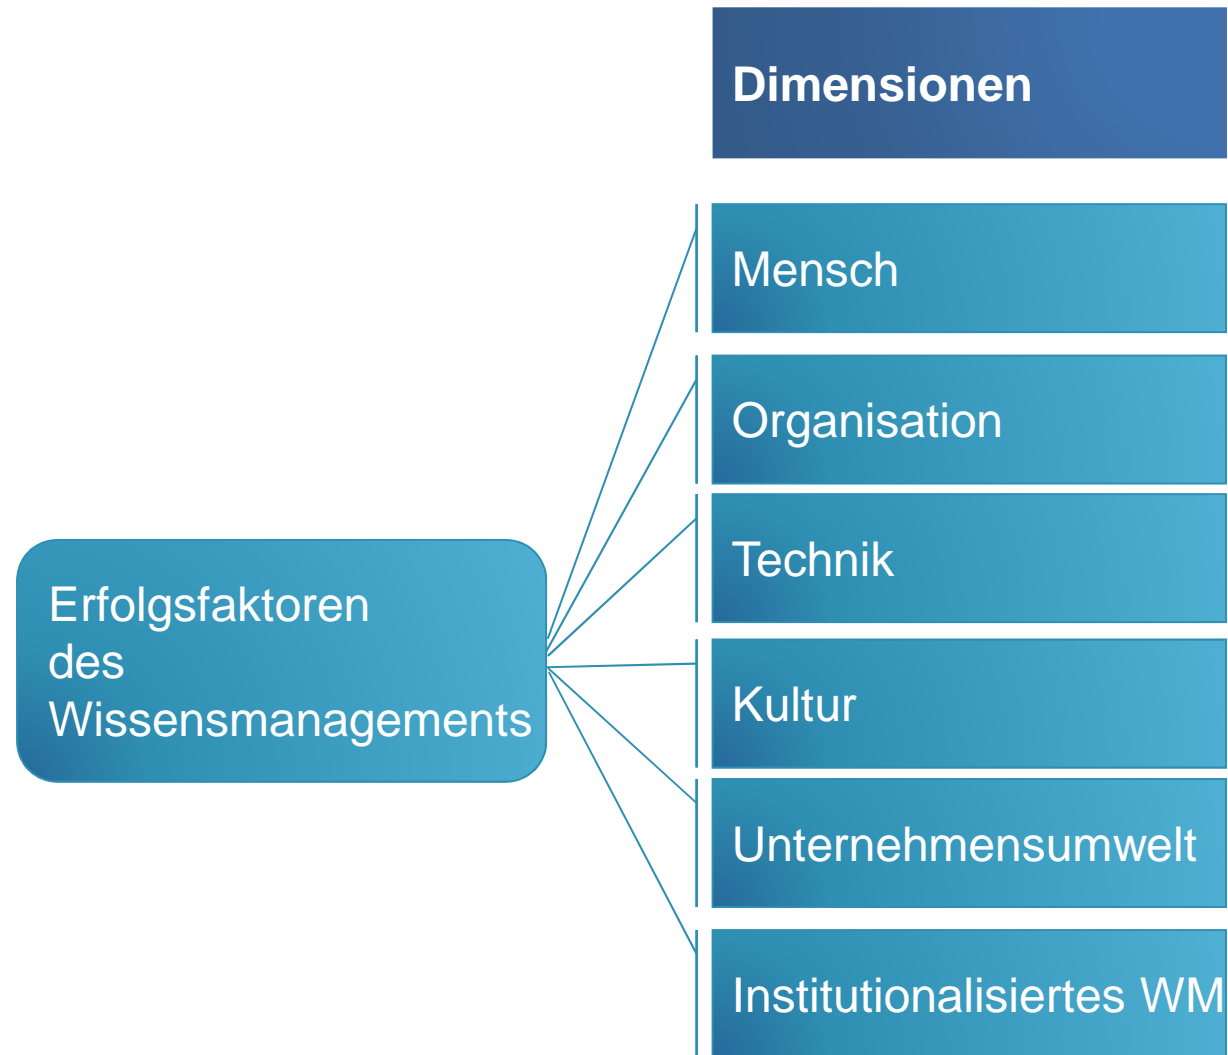 Dimensionen
Mensch
Organisation
Technik
Erfolgsfaktoren
des
Wissensmanagements
Kultur
Unternehmensumwelt
Institutionalisiertes WM